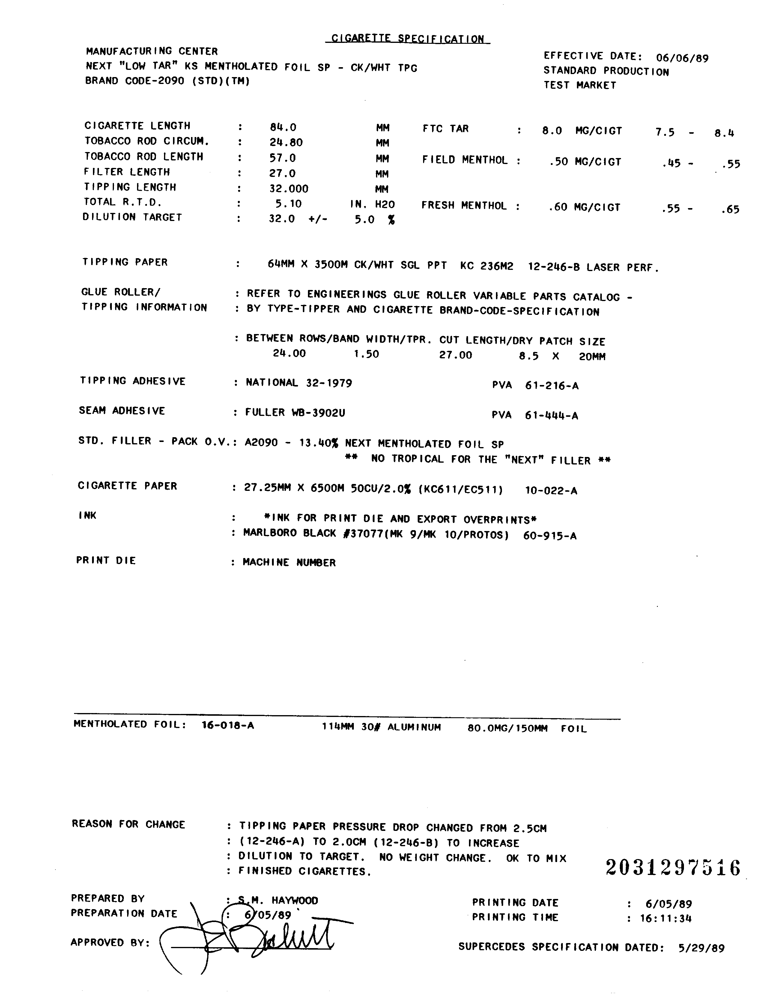 CIGARETTE SPECIFICATION
MANUFACTURING CENTER
NEXT "LOW TAR" KS MENTHOLATED FOIL SP - CK/WHT TPG
BRAND CODE-2090 (STD)(TM)
EFFECTIVE DATE: 06/06/89
STANDARD PRODUCTION
TEST MARKET
CIGARETTE LENGTH : 84.0 MM FTC TAR : 8.0 MG/CIGT 7.5 - 8.4
TOBACCO ROD CIRCUM. : 24.80 MM
TOBACCO ROD LENGTH : 57.0 MM FIELD MENTHOL : .50 MG/CIGT .45 - .55
FILTER LENGTH : 27.0 MM
TIPPING LENGTH : 32.000 MM
TOTAL R.T.D. : 5.10 IN. H2O FRESH MENTHOL : .60 MG/CIGT .55 - .65
DILUTION TARGET : 32.0 +/- 5.0 %
TIPPING PAPER : 64MM X 3500M CK/WHT SGL PPT KC 236M2 12-246-B LASER PERF.
GLUE ROLLER/ : REFER TO ENGINEERINGS GLUE ROLLER VARIABLE PARTS CATALOG -
TIPPING INFORMATION : BY TYPE-TIPPER AND CIGARETTE BRAND-CODE-SPECIFICATION
: BETWEEN ROWS/BAND WIDTH/TPR. CUT LENGTH/DRY PATCH SIZE
24.00 1.50 27.00 8.5 X 20MM
TIPPING ADHESIVE : NATIONAL 32-1979 PVA 61-216-A
SEAM ADHESIVE : FULLER WB-3902U PVA 61-444-A
STD. FILLER - PACK O.V.: A2090 - 13.40% NEXT MENTHOLATED FOIL SP
** NO TROPICAL FOR THE "NEXT" FILLER **
CIGARETTE PAPER : 27.25MM X 6500M 50CU/2.0% (KC611/EC511) 10-022-A
INK : *INK FOR PRINT DIE AND EXPORT OVERPRINTS*
: MARLBORO BLACK #37077(MK 9/MK 10/PROTOS) 60-915-A
PRINT DIE : MACHINE NUMBER
MENTHOLATED FOIL: 16-018-A 114MM 30# ALUMINUM 80.0MG/150MM FOIL
REASON FOR CHANGE : TIPPING PAPER PRESSURE DROP CHANGED FROM 2.5CM
: (12-246-A) TO 2.0CM (12-246-B) TO INCREASE
: DILUTION TO TARGET. NO WEIGHT CHANGE. OK TO MIX
: FINISHED CIGARETTES.
2031297516
PREPARED BY : S.M. HAYWOOD PRINTING DATE : 6/05/89
PREPARATION DATE : 6/05/89 PRINTING TIME : 16:11:34
APPROVED BY: SUPERCEDES SPECIFICATION DATED: 5/29/89